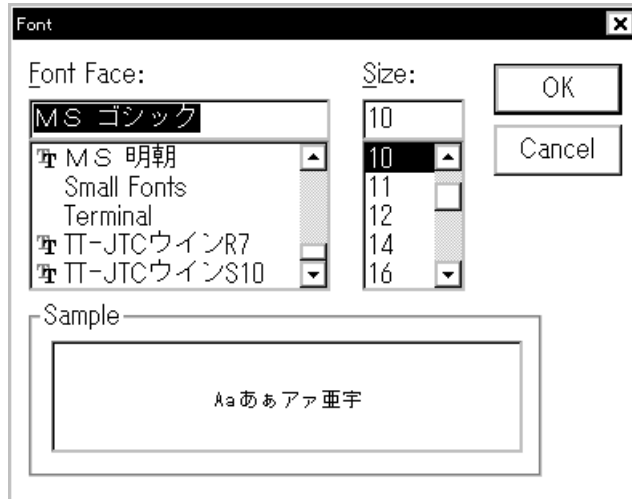 Font
Font Face:
Size:
OK
ＭＳ ゴシック
10
Cancel
ＭＳ 明朝
Small Fonts
Terminal
TT-JTCウインR7
TT-JTCウインS10
10
11
12
14
16
Sample
Aaあぁアァ亜宇